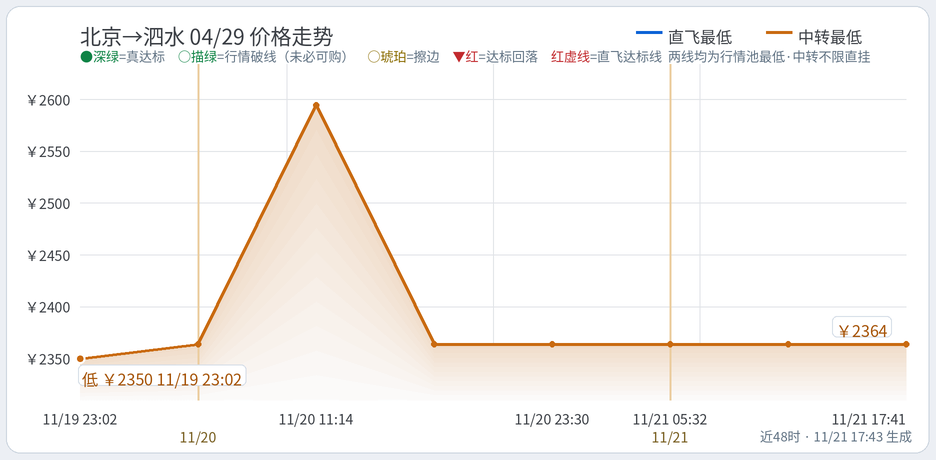 北京→泗水 04/29 价格走势
直飞最低 中转最低
●深绿=真达标 ○描绿=行情破线（未必可购） ○琥珀=擦边 ▼红=达标回落 红虚线=直飞达标线 两线均为行情池最低·中转不限直挂
￥2600
￥2550
￥2500
￥2450
￥2400
￥2350
￥2364
低 ￥2350 11/19 23:02
11/19 23:02 11/20 11:14 11/20 23:30 11/21 05:32 11/21 17:41
11/20 11/21
近48时 · 11/21 17:43 生成